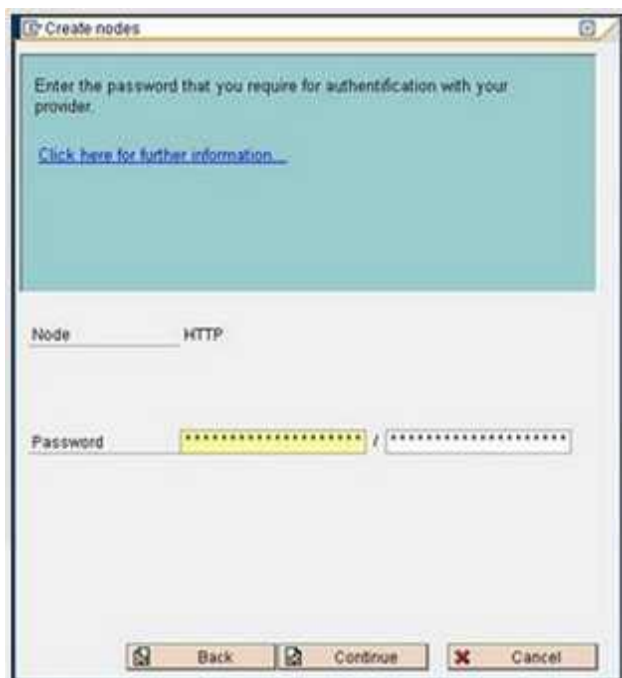 Create nodes
Enter the password that you require for authentification with your
provider.
Click here for further information...
Node HTTP
Password ******************** / ********************
Back Continue Cancel